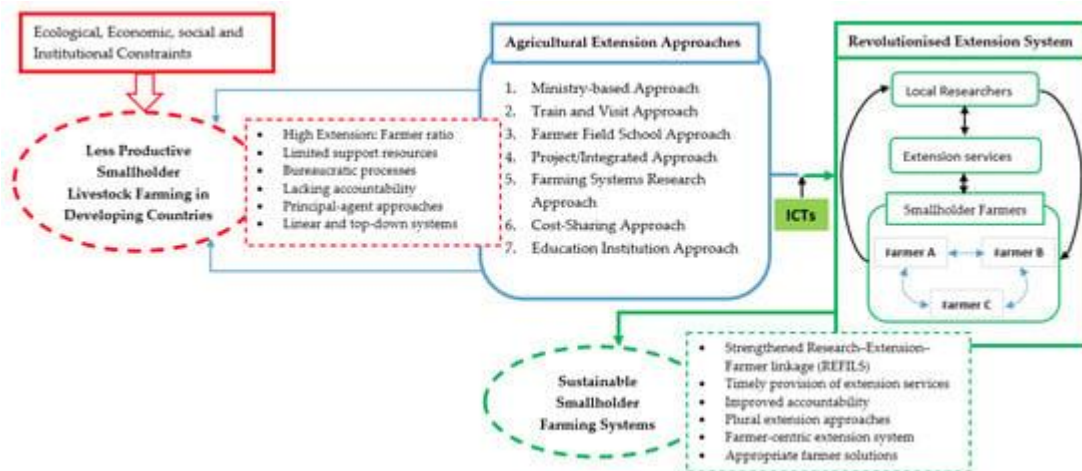 Ecological, Economic, social and
Institutional Constraints
Less Productive
Smallholder
Livestock Farming in
Developing Countries
• High Extension: Farmer ratio
• Limited support resources
• Bureaucratic processes
• Lacking accountability
• Principal-agent approaches
• Linear and top-down systems
Agricultural Extension Approaches
1. Ministry-based Approach
2. Train and Visit Approach
3. Farmer Field School Approach
4. Project/Integrated Approach
5. Farming Systems Research
Approach
6. Cost-Sharing Approach
7. Education Institution Approach
ICTs
Revolutionised Extension System
Local Researchers
Extension services
Smallholder Farmers
Farmer A
Farmer B
Farmer C
Sustainable
Smallholder
Farming Systems
• Strengthened Research–Extension–
Farmer linkage (REFILS)
• Timely provision of extension services
• Improved accountability
• Plural extension approaches
• Farmer-centric extension system
• Appropriate farmer solutions